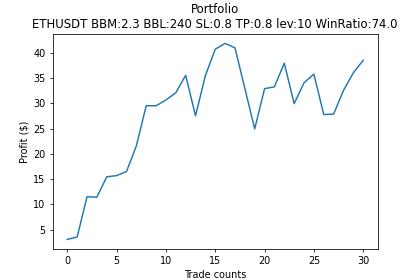 Portfolio
ETHUSDT BBM:2.3 BBL:240 SL:0.8 TP:0.8 lev:10 WinRatio:74.0
40
35
30
25
20
15
10
5
Profit ($)
0 5 10 15 20 25 30
Trade counts